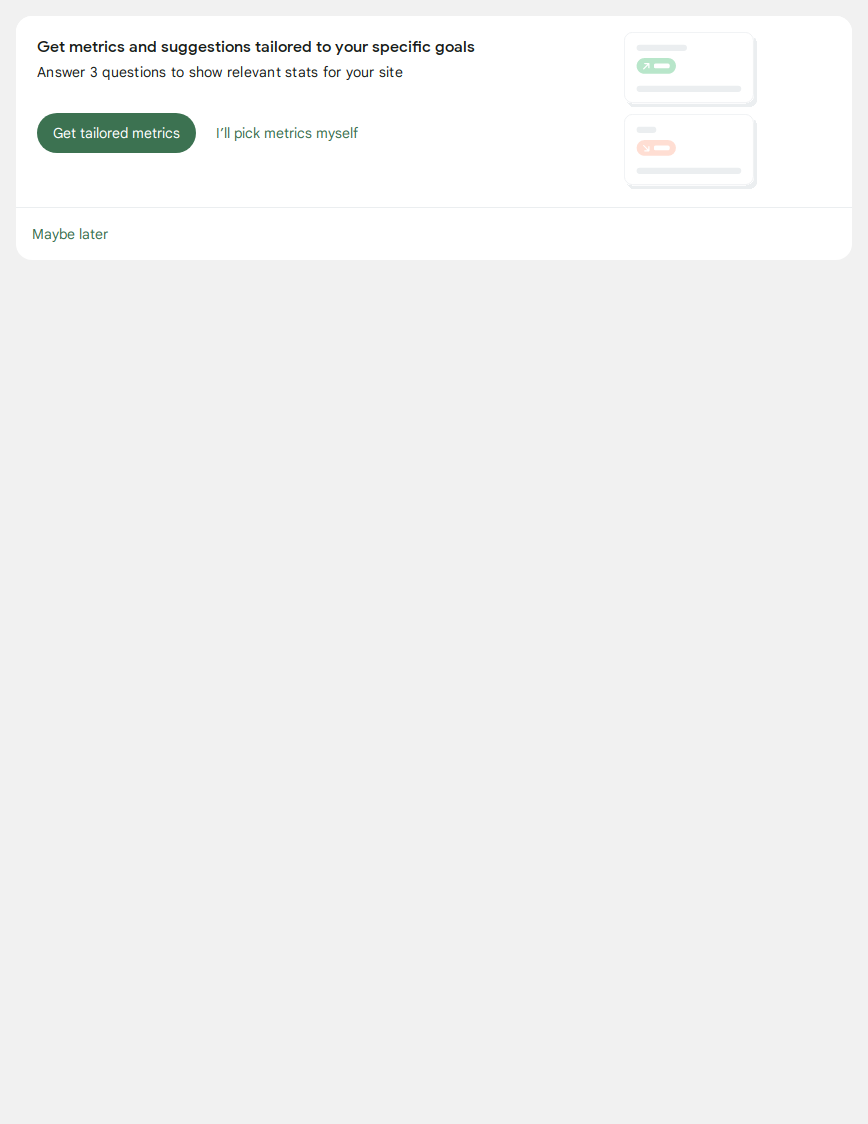 Get metrics and suggestions tailored to your specific goals
Answer 3 questions to show relevant stats for your site
Get tailored metrics
I’ll pick metrics myself
Maybe later